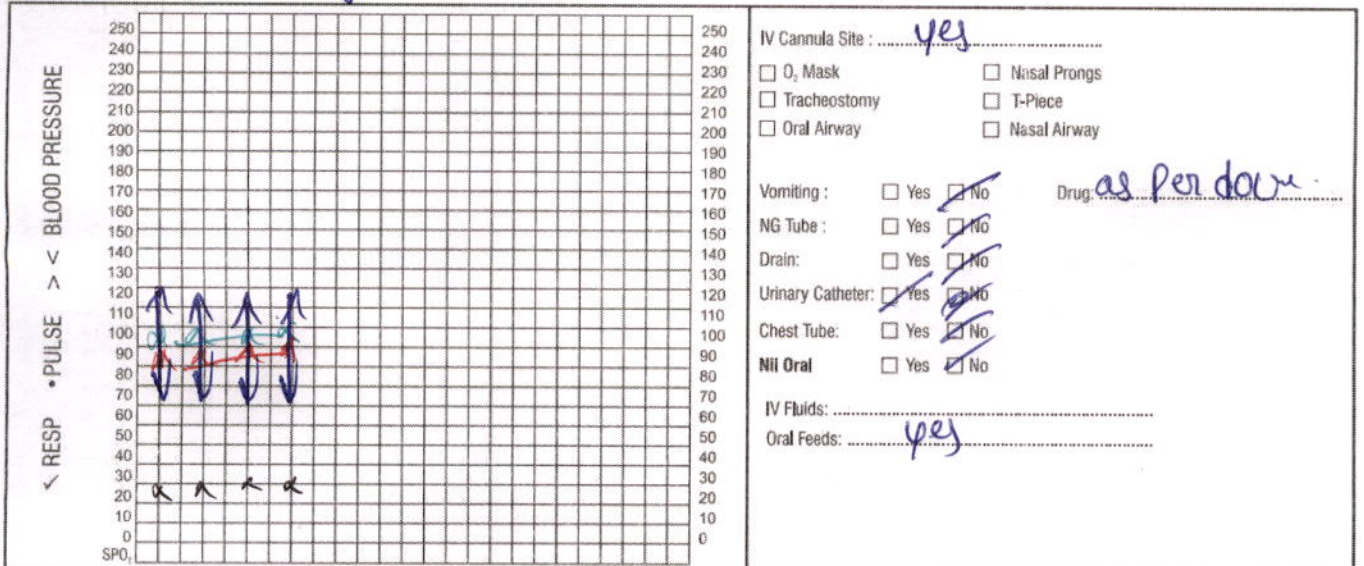 250 250
240 240
230 230
220 220
210 210
200 200
190 190
180 180
170 170
160 160
150 150
140 140
130 130
120 120
110 110
100 100
90 90
80 80
70 70
60 60
50 50
40 40
30 30
20 20
10 10
0 0
SPO₂
< RESP • PULSE > < BLOOD PRESSURE
IV Cannula Site : yes
O₂ Mask Nasal Prongs
Tracheostomy T-Piece
Oral Airway Nasal Airway
Vomiting : Yes No Drug: as per
NG Tube : Yes No
Drain: Yes No
Urinary Catheter: Yes No
Chest Tube: Yes No
Nil Oral Yes No
IV Fluids:
Oral Feeds: yes